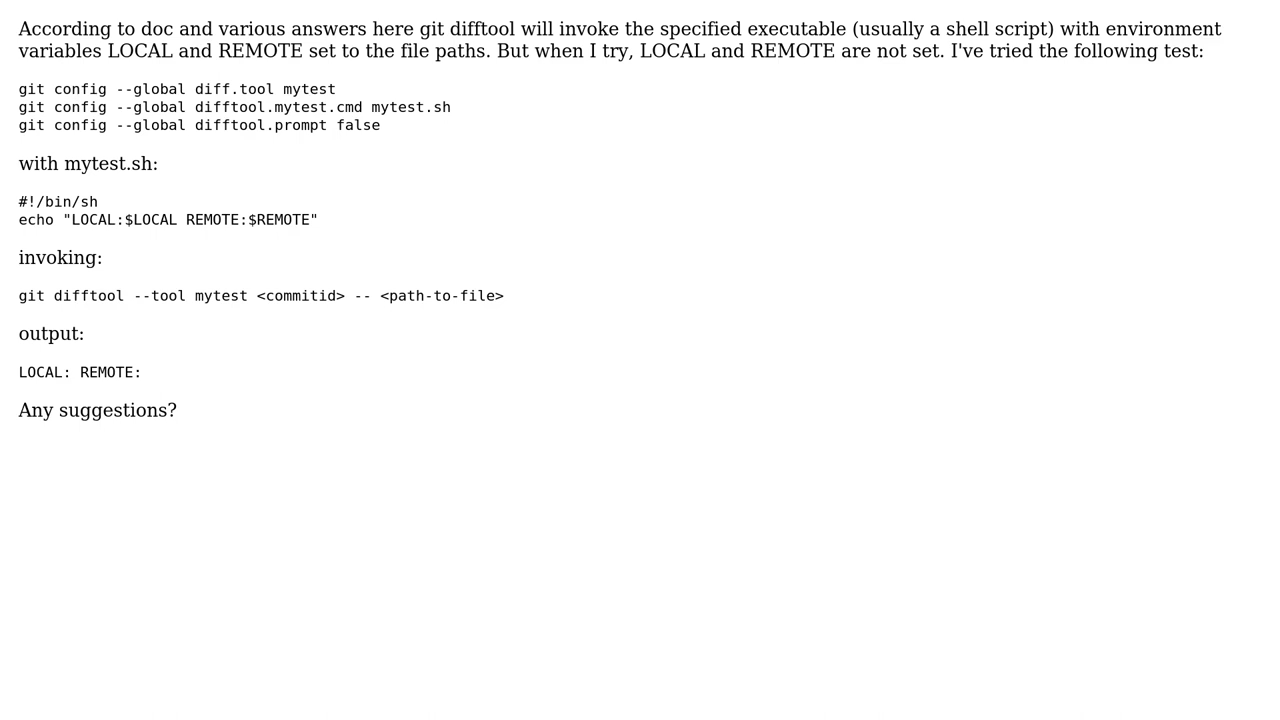 According to doc and various answers here git difftool will invoke the specified executable (usually a shell script) with environment
variables LOCAL and REMOTE set to the file paths. But when I try, LOCAL and REMOTE are not set. I've tried the following test:
git config --global diff.tool mytest
git config --global difftool.mytest.cmd mytest.sh
git config --global difftool.prompt false
with mytest.sh:
#!/bin/sh
echo "LOCAL:$LOCAL REMOTE:$REMOTE"
invoking:
git difftool --tool mytest <commitid> -- <path-to-file>
output:
LOCAL: REMOTE:
Any suggestions?